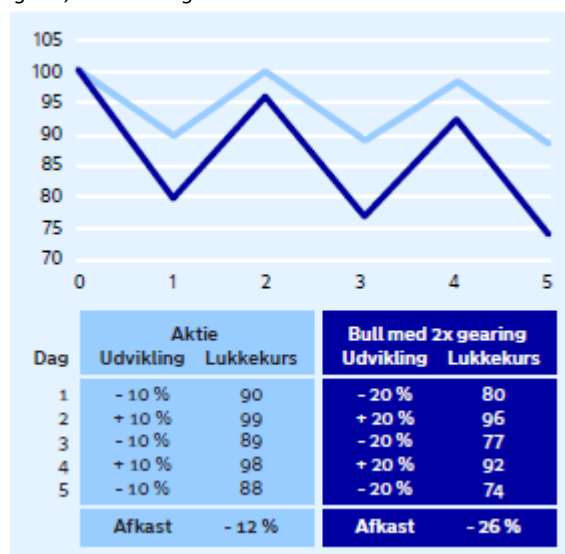 105
100
95
90
85
80
75
70
0 1 2 3 4 5
Aktie Bull med 2x gearing
Dag Udvikling Lukkekurs Udvikling Lukkekurs
1 - 10 % 90 - 20 % 80
2 + 10 % 99 + 20 % 96
3 - 10 % 89 - 20 % 77
4 + 10 % 98 + 20 % 92
5 - 10 % 88 - 20 % 74
Afkast - 12 % Afkast - 26 %